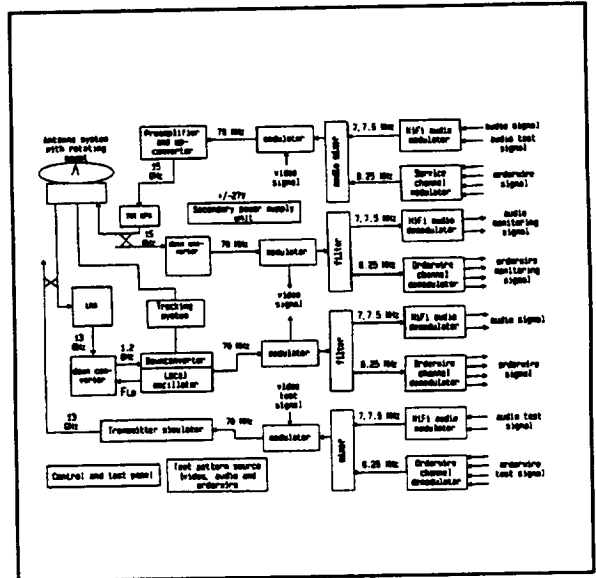 Antenna system
with rotating
Preamplifier
and up-
converter
70 MHz
modulator
video
signal
audio mixer
7, 7.5 MHz
HiFi audio
modulator
audio signal
audio test
signal
8.25 MHz
Service
channel
modulator
orderwire
signal
15
GHz
+/-27V
Secondary power supply
unit
15
GHz
down con-
verter
70 MHz
modulator
filter
7, 7.5 MHz
HiFi audio
demodulator
audio
monitoring
signal
8.25 MHz
Orderwire
channel
demodulator
orderwire
monitoring
signal
video
signal
LNA
Tracking
system
13
GHz
down con-
verter
1.2
GHz
FLo
Downconverter
Local
oscillator
70 MHz
modulator
filter
7, 7.5 MHz
HiFi audio
demodulator
audio signal
8.25 MHz
Orderwire
channel
demodulator
orderwire
signal
video
test
signal
13
GHz
Transmitter simulator
70 MHz
modulator
mixer
7, 7.5 MHz
HiFi audio
modulator
audio test
signal
8.25 MHz
Orderwire
channel
demodulator
orderwire
test signal
Control and test panel
Test pattern source
(video, audio and
orderwire